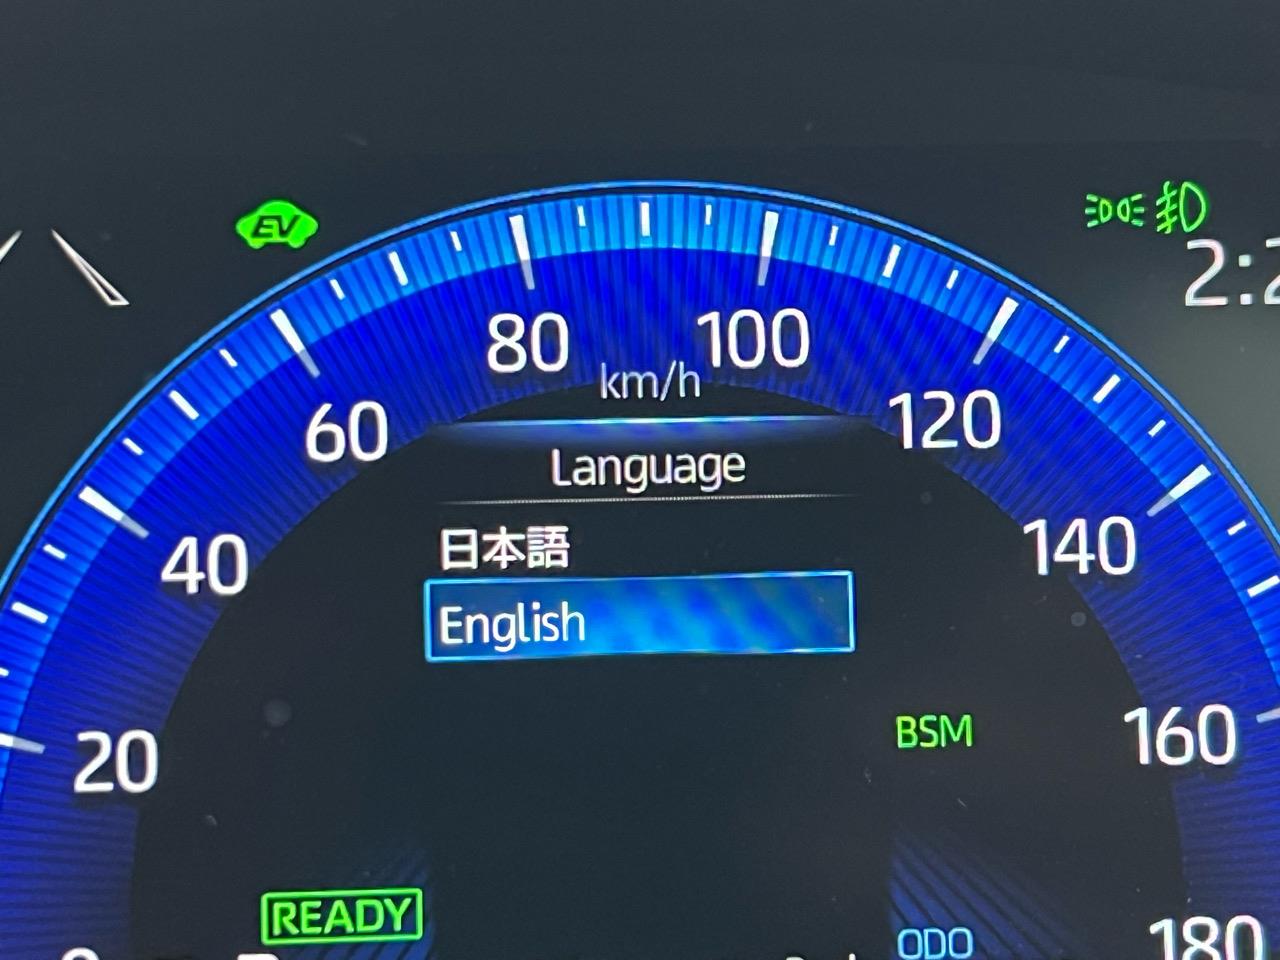 EV
80
100
km/h
60
120
Language
日本語
40
140
English
20
BSM
160
READY
ODO
180